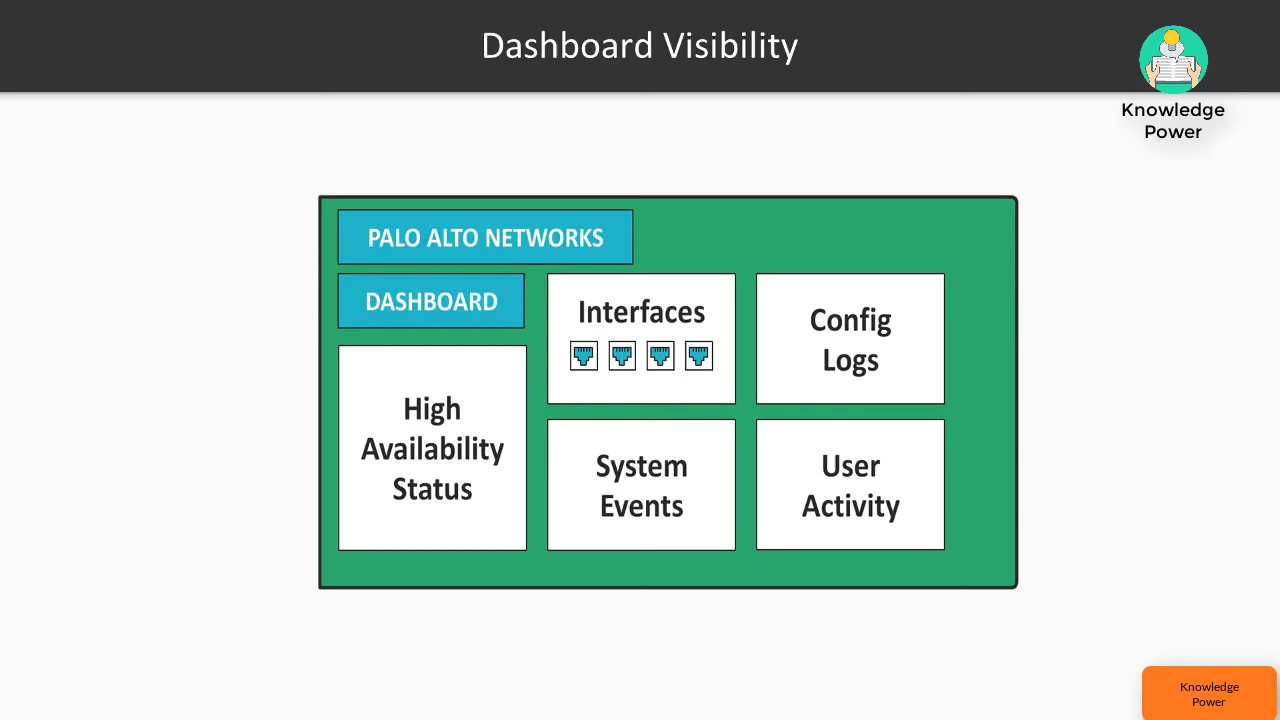 Dashboard Visibility
Knowledge
Power
PALO ALTO NETWORKS
DASHBOARD
High
Availability
Status
Interfaces
System
Events
Config
Logs
User
Activity
Knowledge
Power